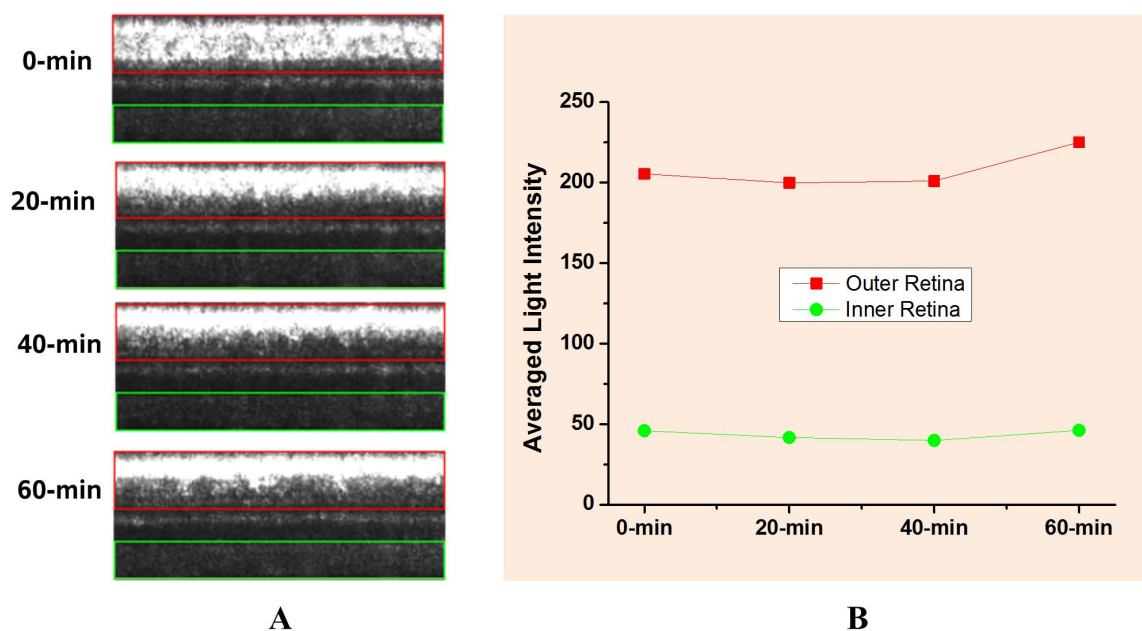 0-min
20-min
40-min
60-min
A
Averaged Light Intensity
250
200
150
100
50
0
Outer Retina
Inner Retina
0-min 20-min 40-min 60-min
B